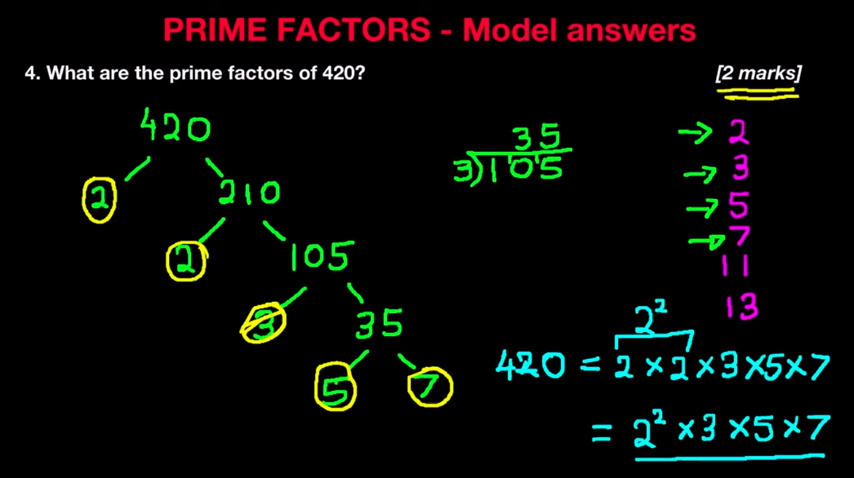 PRIME FACTORS - Model answers
4. What are the prime factors of 420?
[2 marks]
420
2 210
2 105
3 35
5 7
35
3)105
→ 2
→ 3
→ 5
→ 7
11
13
2²
420 = 2 × 2 × 3 × 5 × 7
= 2² × 3 × 5 × 7